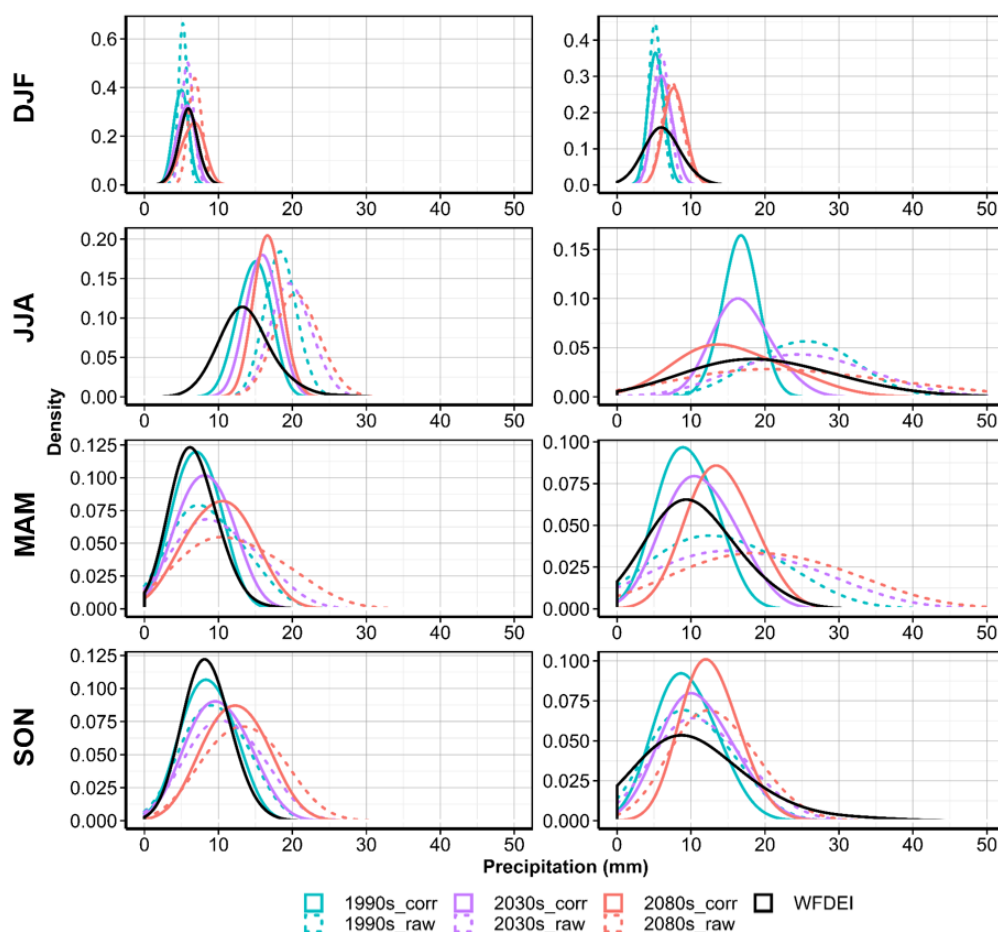 DJF
0.6
0.4
0.2
0.0
0 10 20 30 40 50
0.4
0.3
0.2
0.1
0.0
0 10 20 30 40 50
JJA
0.20
0.15
0.10
0.05
0.00
0 10 20 30 40 50
0.15
0.10
0.05
0.00
0 10 20 30 40 50
Density
MAM
0.125
0.100
0.075
0.050
0.025
0.000
0 10 20 30 40 50
0.100
0.075
0.050
0.025
0.000
0 10 20 30 40 50
SON
0.125
0.100
0.075
0.050
0.025
0.000
0 10 20 30 40 50
0.100
0.075
0.050
0.025
0.000
0 10 20 30 40 50
Precipitation (mm)
1990s_corr 2030s_corr 2080s_corr WFDEI
1990s_raw 2030s_raw 2080s_raw